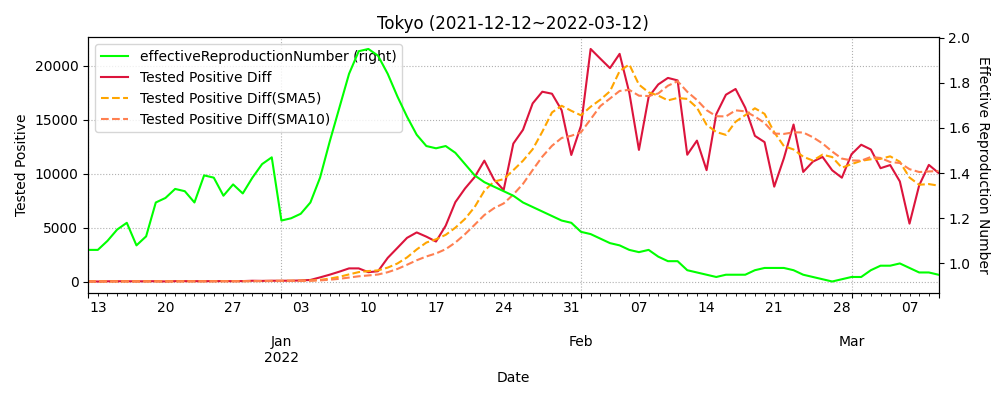 Tokyo (2021-12-12~2022-03-12)
effectiveReproductionNumber (right)
Tested Positive Diff
Tested Positive Diff(SMA5)
Tested Positive Diff(SMA10)
Tested Positive
20000
15000
10000
5000
0
2.0
1.8
1.6
1.4
1.2
1.0
Effective Reproduction Number
13 20 27 03 10 17 24 31 07 14 21 28 07
Jan Feb Mar
2022
Date